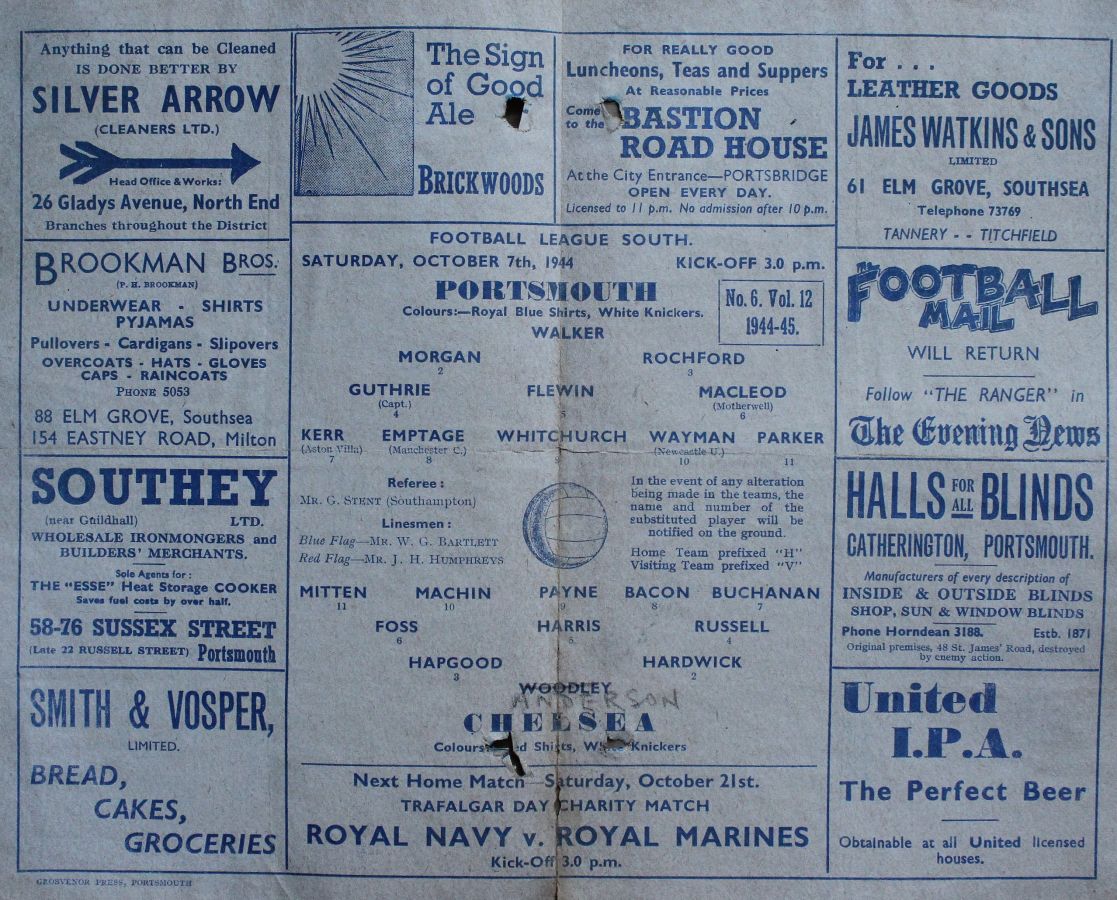 Anything that can be Cleaned
IS DONE BETTER BY
SILVER ARROW
(CLEANERS LTD.)
Head Office & Works:
26 Gladys Avenue, North End
Branches throughout the District
BROOKMAN BROS.
(P. H. BROOKMAN)
UNDERWEAR - SHIRTS
PYJAMAS
Pullovers - Cardigans - Slipovers
OVERCOATS - HATS - GLOVES
CAPS - RAINCOATS
PHONE 5053
88 ELM GROVE, Southsea
154 EASTNEY ROAD, Milton
SOUTHEY
(near Guildhall) LTD.
WHOLESALE IRONMONGERS and
BUILDERS' MERCHANTS.
Sole Agents for :
THE "ESSE" Heat Storage COOKER
Saves fuel costs by over half.
58-76 SUSSEX STREET
(Late 22 RUSSELL STREET) Portsmouth
SMITH & VOSPER,
LIMITED.
BREAD,
CAKES,
GROCERIES
GROSVENOR PRESS, PORTSMOUTH
The Sign
of Good
Ale
BRICKWOODS
FOR REALLY GOOD
Luncheons, Teas and Suppers
At Reasonable Prices
Come
to the
BASTION
ROAD HOUSE
At the City Entrance—PORTSBRIDGE
OPEN EVERY DAY.
Licensed to 11 p.m. No admission after 10 p.m.
FOOTBALL LEAGUE SOUTH.
SATURDAY, OCTOBER 7th, 1944 KICK-OFF 3.0 p.m.
PORTSMOUTH
Colours:—Royal Blue Shirts, White Knickers.
No. 6. Vol. 12
1944-45.
WALKER
MORGAN ROCHFORD
2 3
GUTHRIE FLEWIN MACLEOD
(Capt.) (Motherwell)
4 5 6
KERR EMPTAGE WHITCHURCH WAYMAN PARKER
(Aston Villa) (Manchester C.) (Newcastle U.)
7 8 9 10 11
Referee :
MR. G. STENT (Southampton)
Linesmen :
Blue Flag—MR. W. G. BARTLETT
Red Flag—MR. J. H. HUMPHREYS
In the event of any alteration
being made in the teams, the
name and number of the
substituted player will be
notified on the ground.
Home Team prefixed "H"
Visiting Team prefixed "V"
MITTEN MACHIN PAYNE BACON BUCHANAN
11 10 9 8 7
FOSS HARRIS RUSSELL
6 5 4
HAPGOOD HARDWICK
3 2
WOODLEY
ANDERSON
CHELSEA
Colours Shirts, White Knickers
Next Home Match—Saturday, October 21st.
TRAFALGAR DAY CHARITY MATCH
ROYAL NAVY v. ROYAL MARINES
Kick-Off 3.0 p.m.
For . . .
LEATHER GOODS
JAMES WATKINS & SONS
LIMITED
61 ELM GROVE, SOUTHSEA
Telephone 73769
TANNERY - - TITCHFIELD
THE
FOOTBALL
MAIL
WILL RETURN
Follow "THE RANGER" in
The Evening News
HALLS FOR ALL BLINDS
CATHERINGTON, PORTSMOUTH.
Manufacturers of every description of
INSIDE & OUTSIDE BLINDS
SHOP, SUN & WINDOW BLINDS
Phone Horndean 3188. Estb. 1871
Original premises, 48 St. James' Road, destroyed
by enemy action.
United
I.P.A.
The Perfect Beer
Obtainable at all United licensed
houses.